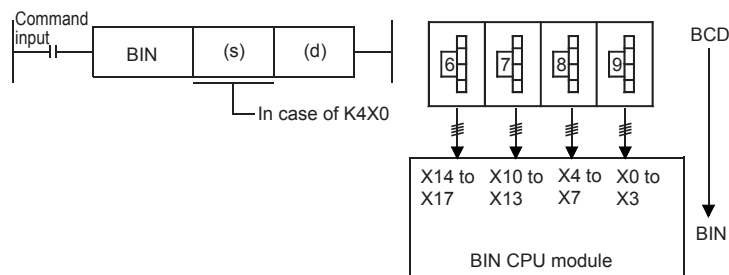 Command
input
BIN
(s)
(d)
In case of K4X0
6
7
8
9
BCD
X14 to
X17
X10 to
X13
X4 to
X7
X0 to
X3
BIN
BIN CPU module